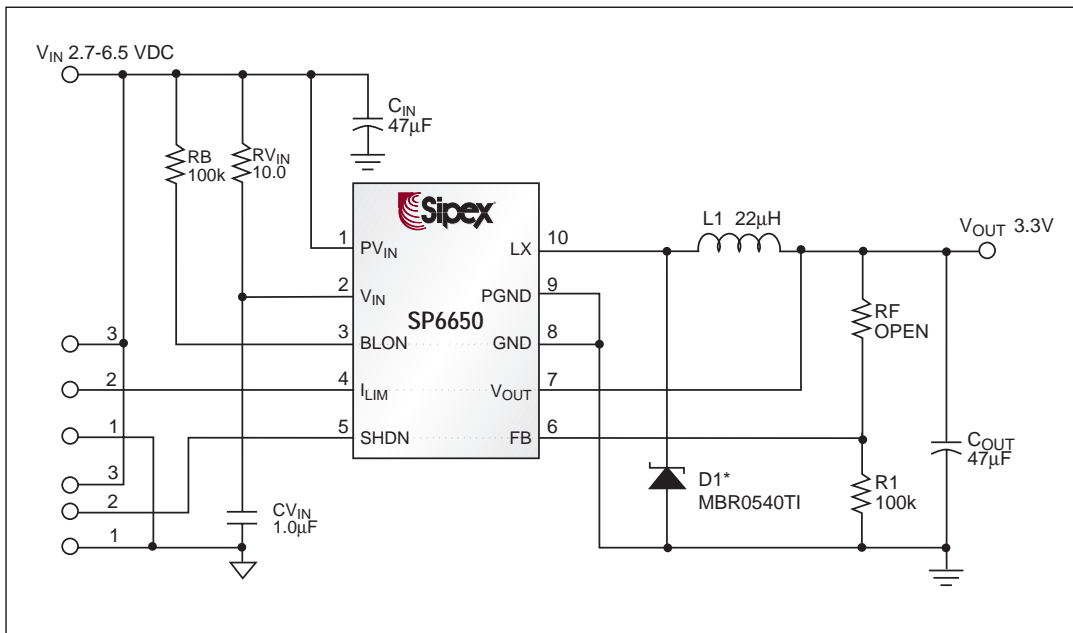 V_IN 2.7-6.5 VDC
C_IN
47μF
RB
100k
RV_IN
10.0
Sipex
SP6650
1
PV_IN
2
V_IN
3
BLON
4
I_LIM
5
SHDN
LX
10
PGND
9
GND
8
V_OUT
7
FB
6
L1 22μH
V_OUT 3.3V
RF
OPEN
3
2
1
3
2
1
CV_IN
1.0μF
D1*
MBR0540TI
R1
100k
C_OUT
47μF